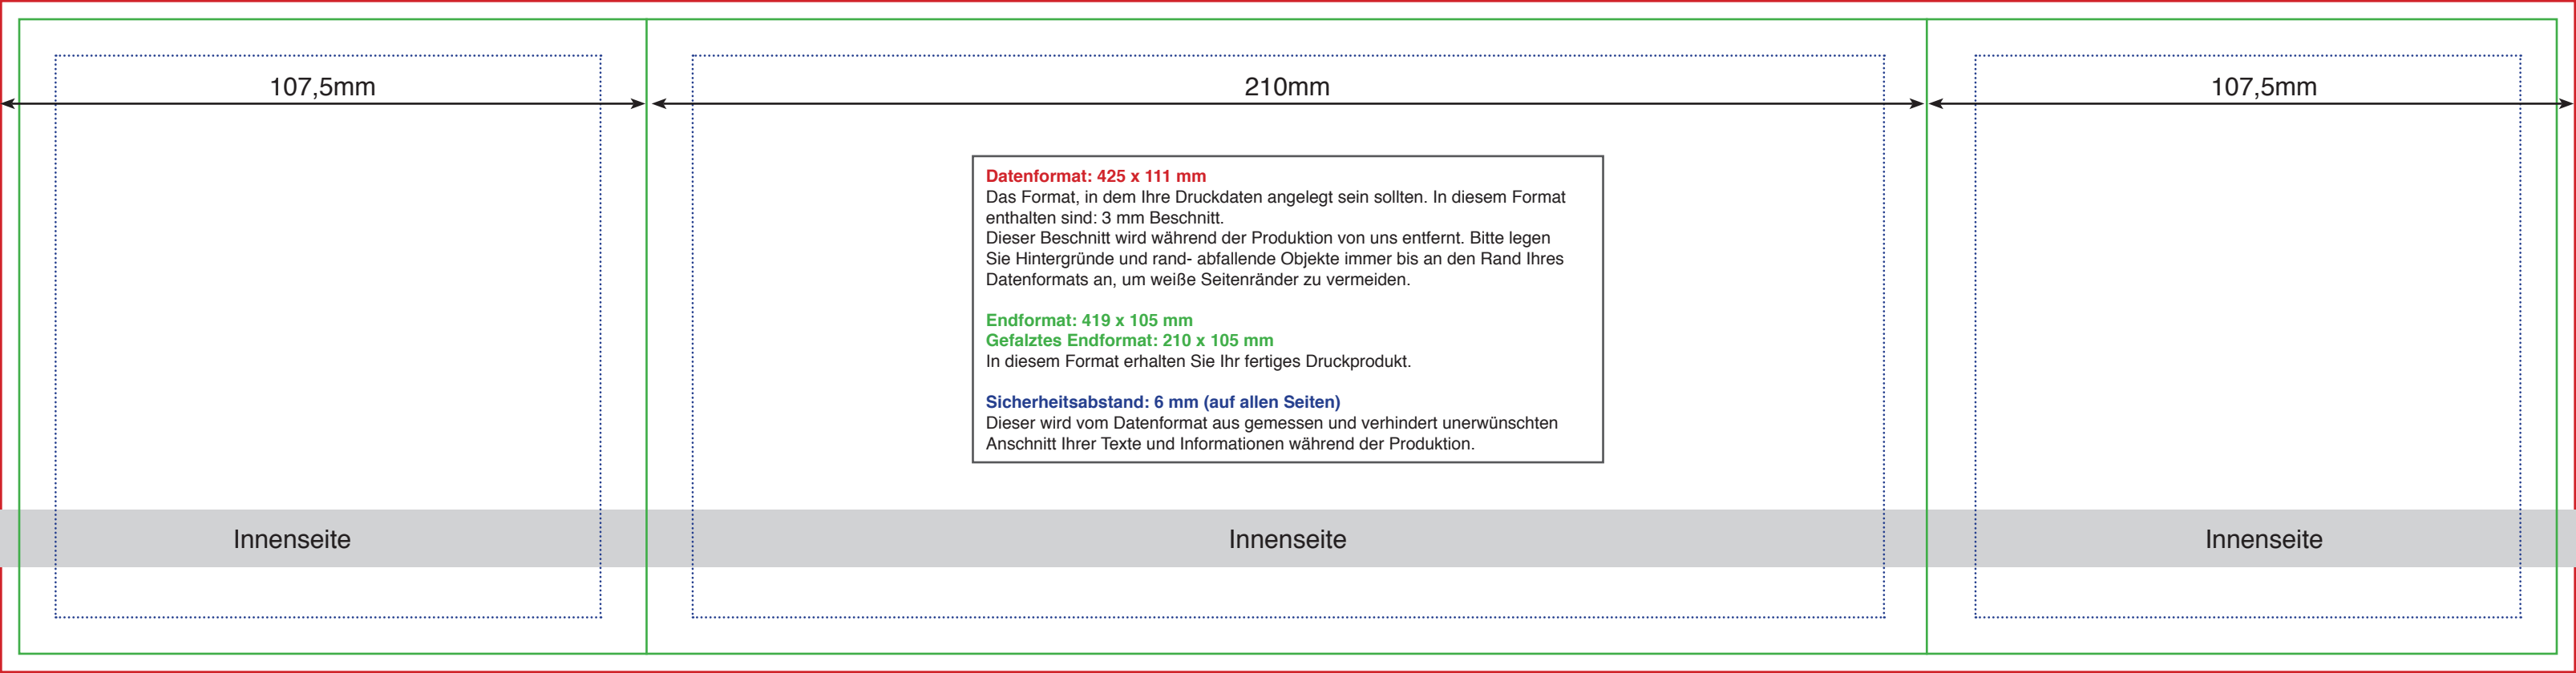 107,5mm
210mm
107,5mm
Datenformat: 425 x 111 mm
Das Format, in dem Ihre Druckdaten angelegt sein sollten. In diesem Format
enthalten sind: 3 mm Beschnitt.
Dieser Beschnitt wird während der Produktion von uns entfernt. Bitte legen
Sie Hintergründe und rand- abfallende Objekte immer bis an den Rand Ihres
Datenformats an, um weiße Seitenränder zu vermeiden.
Endformat: 419 x 105 mm
Gefalztes Endformat: 210 x 105 mm
In diesem Format erhalten Sie Ihr fertiges Druckprodukt.
Sicherheitsabstand: 6 mm (auf allen Seiten)
Dieser wird vom Datenformat aus gemessen und verhindert unerwünschten
Anschnitt Ihrer Texte und Informationen während der Produktion.
Innenseite
Innenseite
Innenseite